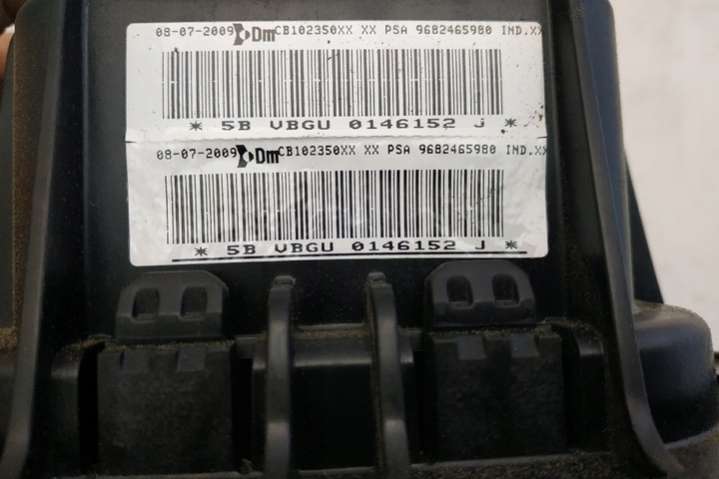 08-07-2009 Dm CB102350XX XX PSA 9682465980 IND.XX
* 5B VBGU 0146152 J *
08-07-2009 Dm CB102350XX XX PSA 9682465980 IND.XX
* 5B VBGU 0146152 J *